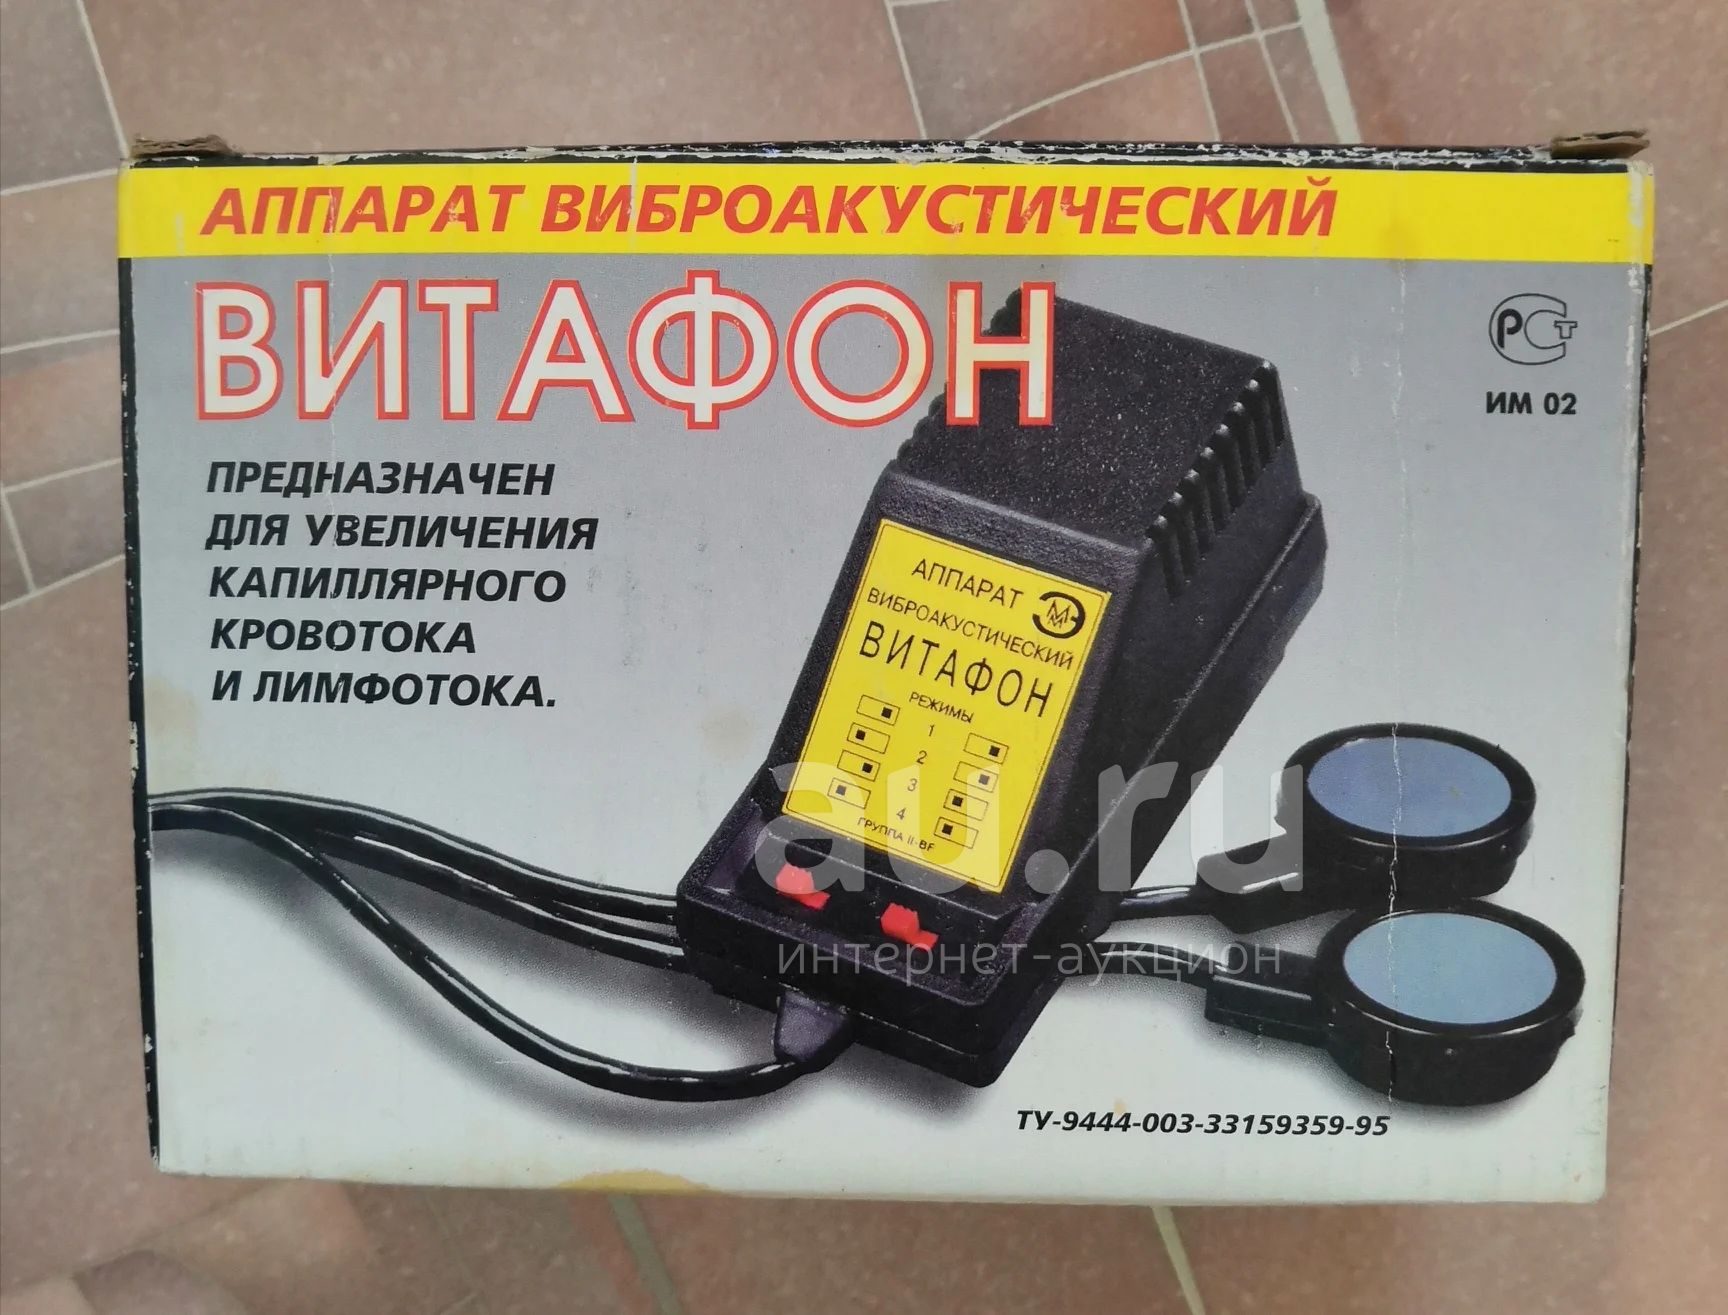 АППАРАТ ВИБРОАКУСТИЧЕСКИЙ
ВИТАФОН
РСТ
ИМ 02
ПРЕДНАЗНАЧЕН
ДЛЯ УВЕЛИЧЕНИЯ
КАПИЛЛЯРНОГО
КРОВОТОКА
И ЛИМФОТОКА.
АППАРАТ
ВИБРОАКУСТИЧЕСКИЙ
ВИТАФОН
РЕЖИМЫ
1
2
3
4
ГРУППА II-BF
au.ru
интернет-аукцион
ТУ-9444-003-33159359-95